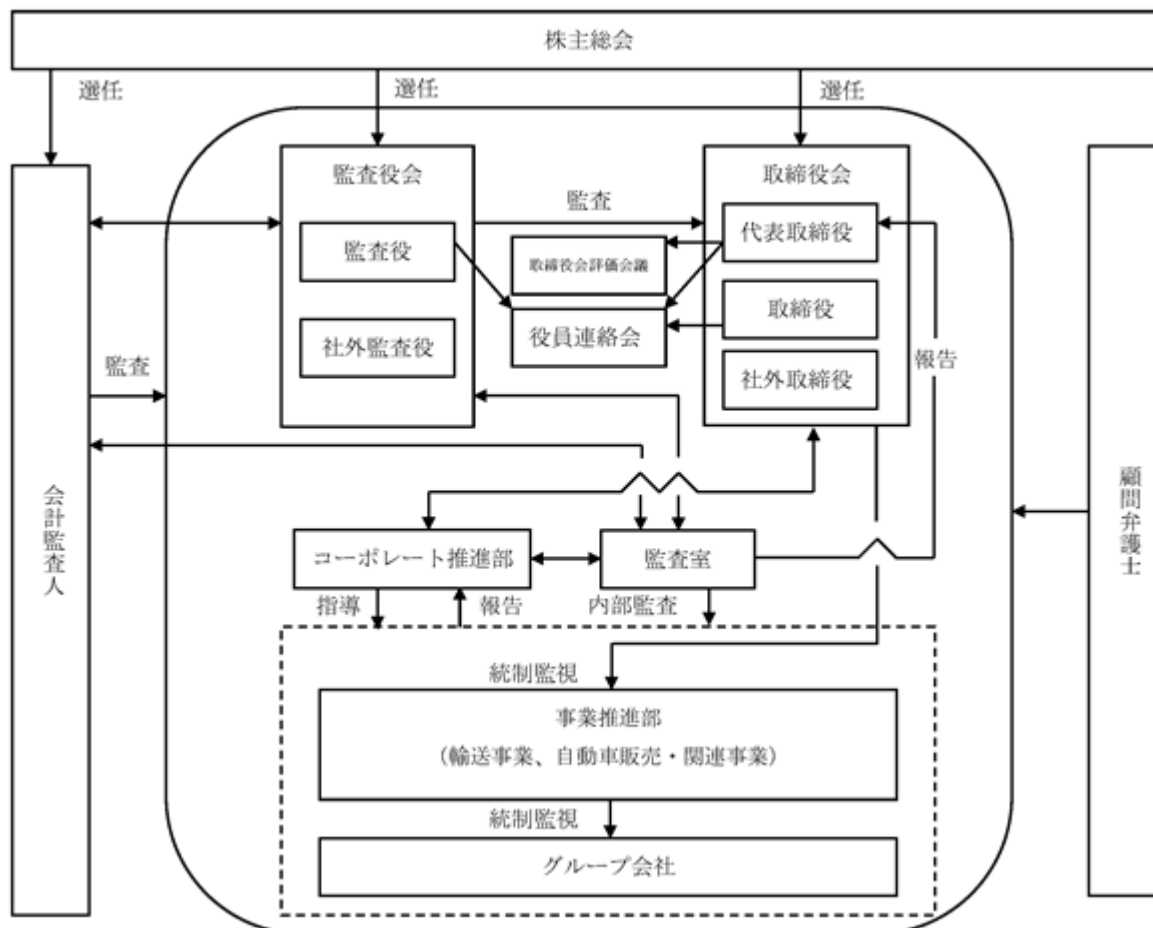 株主総会
選任
選任
選任
監査役会
取締役会
監査
監査役
代表取締役
取締役会評価会議
役員連絡会
取締役
社外監査役
社外取締役
監査
報告
会計監査人
顧問弁護士
コーポレート推進部
監査室
指導
報告
内部監査
統制監視
事業推進部
（輸送事業、自動車販売・関連事業）
統制監視
グループ会社